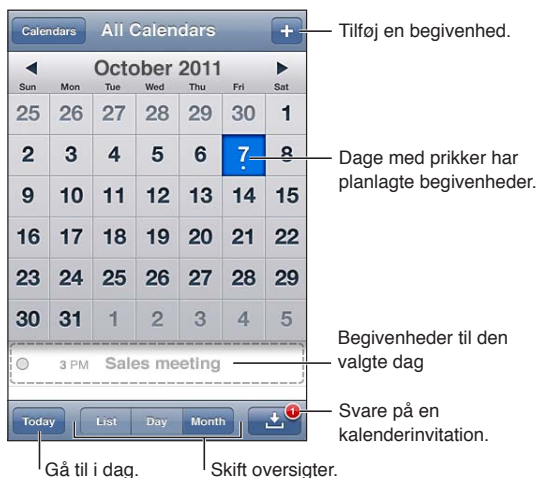 Calendars All Calendars +
Tilføj en begivenhed.
October 2011
Sun Mon Tue Wed Thu Fri Sat
25 26 27 28 29 30 1
2 3 4 5 6 7 8
Dage med prikker har
planlagte begivenheder.
9 10 11 12 13 14 15
16 17 18 19 20 21 22
23 24 25 26 27 28 29
30 31 1 2 3 4 5
Begivenheder til den
valgte dag
3 PM Sales meeting
Today List Day Month 1
Svare på en
kalenderinvitation.
Gå til i dag. Skift oversigter.